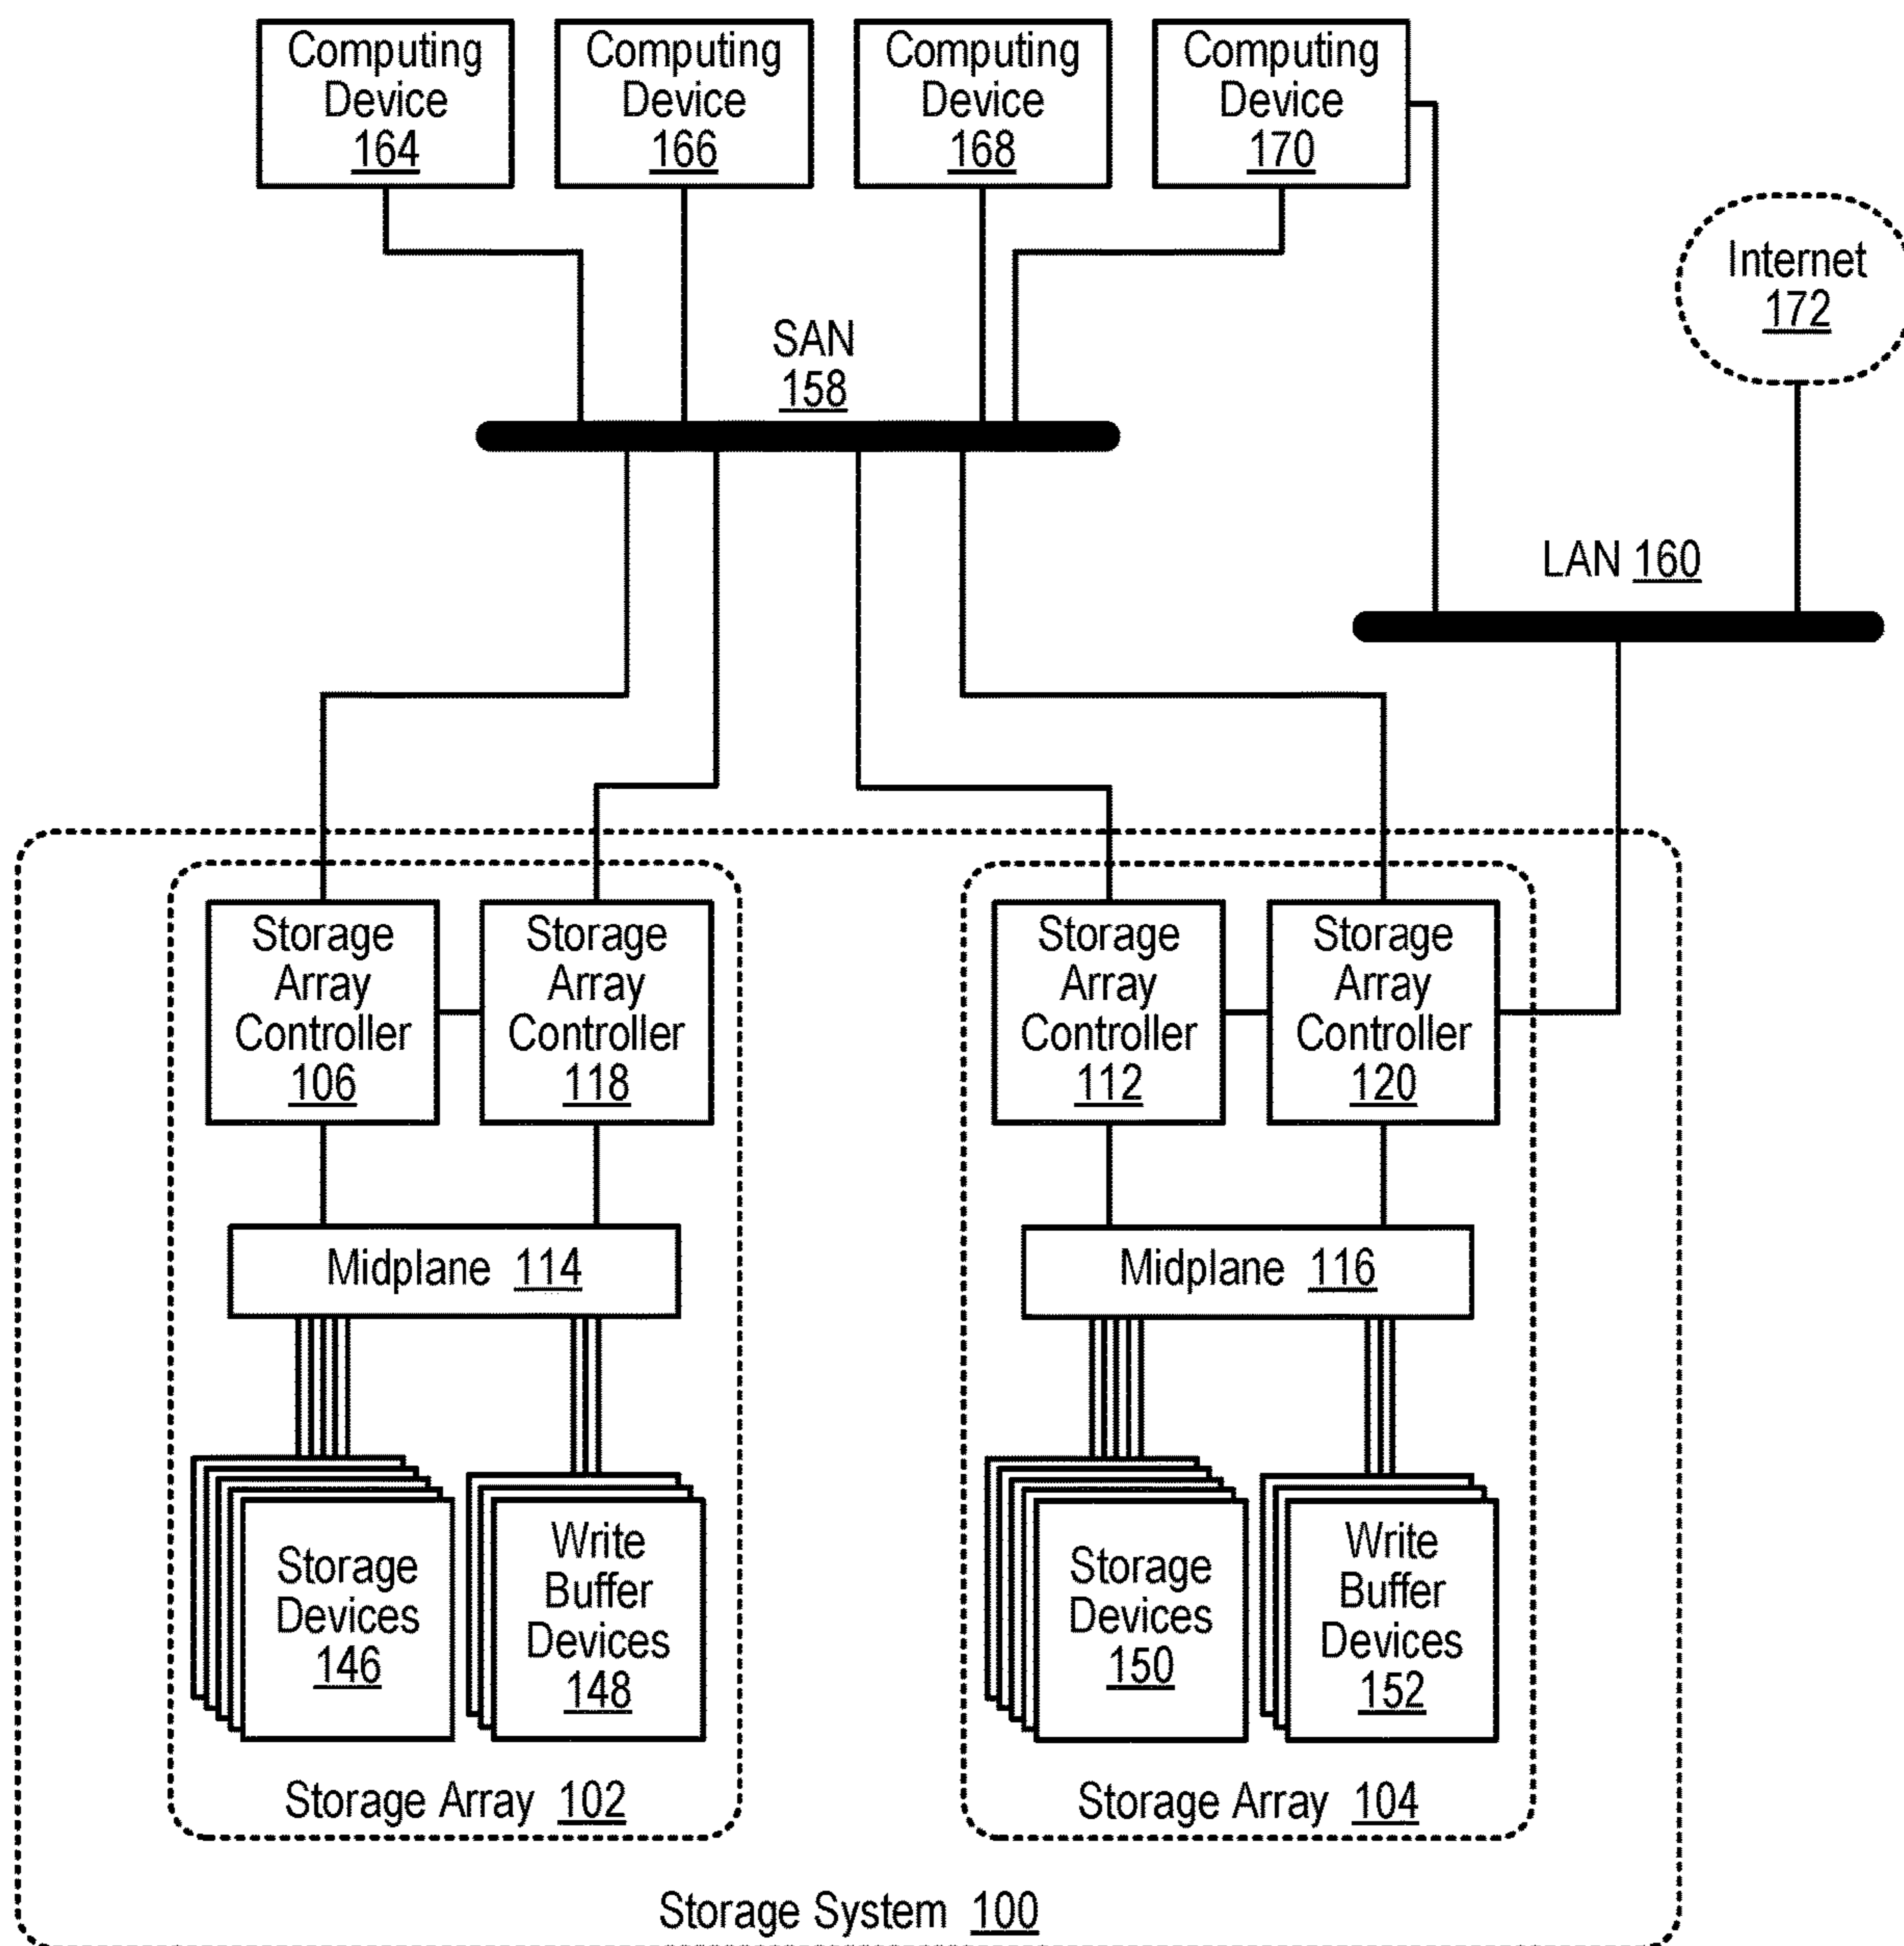 Computing
Device
164
Computing
Device
166
Computing
Device
168
Computing
Device
170
Internet
172
SAN
158
LAN 160
Storage
Array
Controller
106
Storage
Array
Controller
118
Storage
Array
Controller
112
Storage
Array
Controller
120
Midplane 114
Midplane 116
Storage
Devices
146
Write
Buffer
Devices
148
Storage
Devices
150
Write
Buffer
Devices
152
Storage Array 102
Storage Array 104
Storage System 100